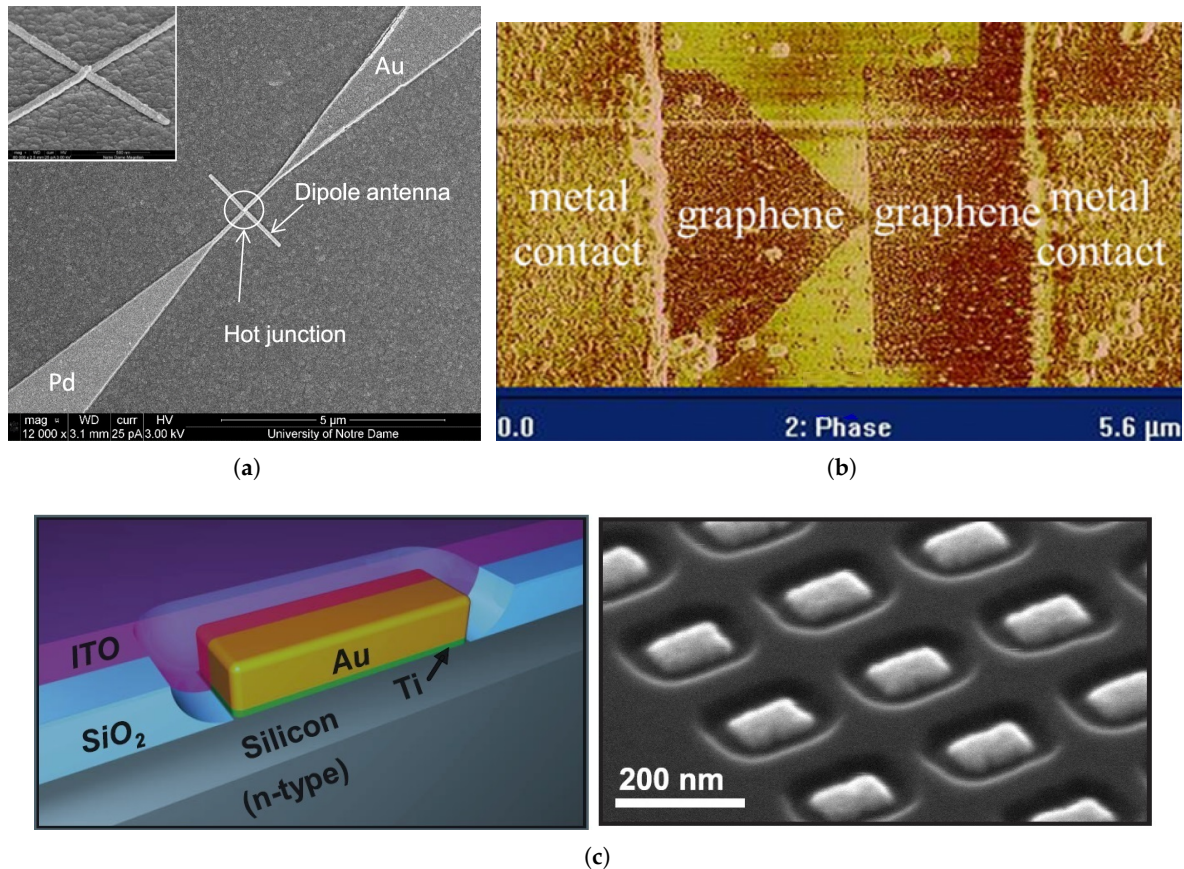 Au
Dipole antenna
Hot junction
Pd
mag WD curr HV
12 000 x 3.1 mm 25 pA 3.00 kV
5 µm
University of Notre Dame
(a)
metal contact
graphene
graphene
metal contact
0.0 2: Phase 5.6 µm
(b)
ITO
Au
Ti
SiO2
Silicon
(n-type)
200 nm
(c)